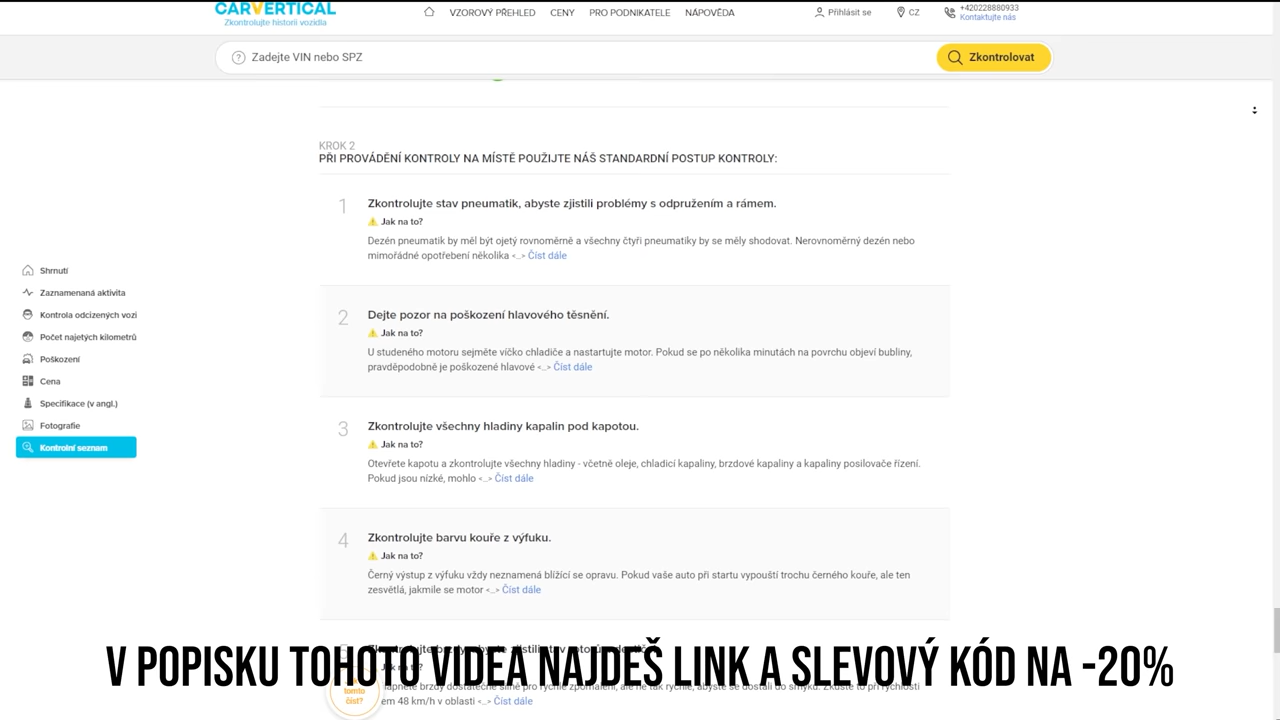 CARVERTICAL
Zkontrolujte historii vozidla
VZOROVÝ PŘEHLED CENY PRO PODNIKATELE NÁPOVĚDA
Přihlásit se
CZ
+420228880933
Kontaktujte nás
Zadejte VIN nebo SPZ
Zkontrolovat
KROK 2
PŘI PROVÁDĚNÍ KONTROLY NA MÍSTĚ POUŽIJTE NÁŠ STANDARDNÍ POSTUP KONTROLY:
1
Zkontrolujte stav pneumatik, abyste zjistili problémy s odpružením a rámem.
Jak na to?
Dezén pneumatik by měl být ojetý rovnoměrně a všechny čtyři pneumatiky by se měly shodovat. Nerovnoměrný dezén nebo
mimořádné opotřebení několika <...> Číst dále
2
Dejte pozor na poškození hlavového těsnění.
Jak na to?
U studeného motoru sejměte víčko chladiče a nastartujte motor. Pokud se po několika minutách na povrchu objeví bubliny,
pravděpodobně je poškozené hlavové <...> Číst dále
3
Zkontrolujte všechny hladiny kapalin pod kapotou.
Jak na to?
Otevřete kapotu a zkontrolujte všechny hladiny - včetně oleje, chladicí kapaliny, brzdové kapaliny a kapaliny posilovače řízení.
Pokud jsou nízké, mohlo <...> Číst dále
4
Zkontrolujte barvu kouře z výfuku.
Jak na to?
Černý výstup z výfuku vždy neznamená blížící se opravu. Pokud vaše auto při startu vypouští trochu černého kouře, ale ten
zesvětlá, jakmile se motor <...> Číst dále
Shrnutí
Zaznamenaná aktivita
Kontrola odcizených vozi
Počet najetých kilometrů
Poškození
Cena
Specifikace (v angl.)
Fotografie
Kontrolní seznam
V POPISKU TOHOTO VIDEA NAJDEŠ LINK A SLEVOVÝ KÓD NA -20%
tomto
číst?
em 48 km/h v oblasti <...> Číst dále